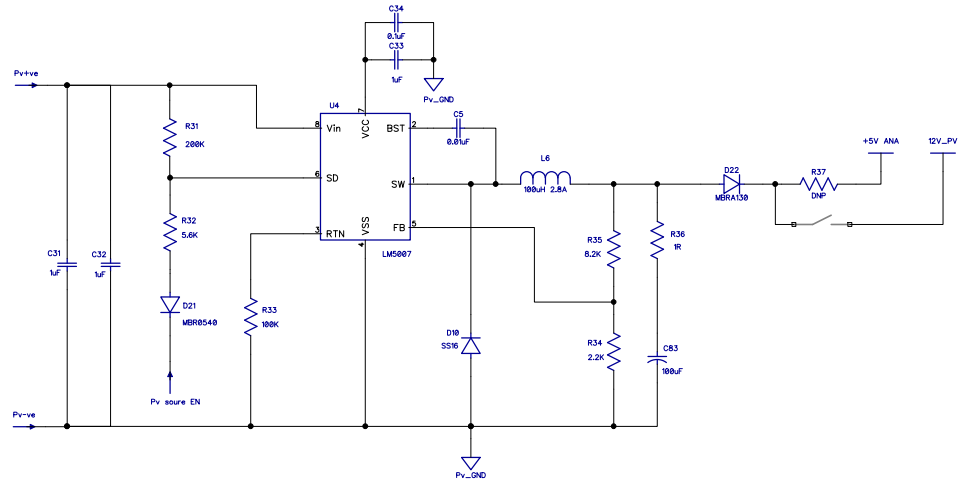 C34
0.1uF
C33
1uF
Pv_GND
Pv+ve
U4
R31
200K
8
Vin
7
VCC
BST
2
C5
0.01uF
6
SD
SW
1
L6
100uH 2.8A
D22
MBRA130
R37
DNP
+5V ANA
12V_PV
R32
5.6K
3
RTN
4
VSS
FB
5
LM5007
R35
8.2K
R36
1R
C31
1uF
C32
1uF
D21
MBR0540
R33
100K
D10
SS16
R34
2.2K
C83
100uF
Pv soure EN
Pv-ve
Pv_GND